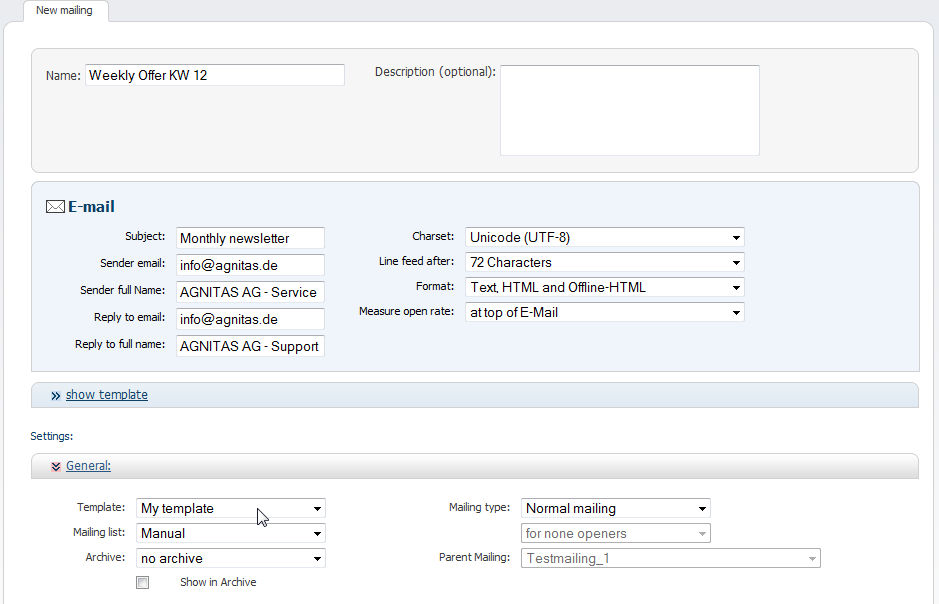 New mailing
Name: Weekly Offer KW 12 Description (optional):
E-mail
Subject: Monthly newsletter Charset: Unicode (UTF-8)
Sender email: info@agnitas.de Line feed after: 72 Characters
Sender full Name: AGNITAS AG - Service Format: Text, HTML and Offline-HTML
Reply to email: info@agnitas.de Measure open rate: at top of E-Mail
Reply to full name: AGNITAS AG - Support
show template
Settings:
General:
Template: My template Mailing type: Normal mailing
Mailing list: Manual for none openers
Archive: no archive Parent Mailing: Testmailing_1
Show in Archive